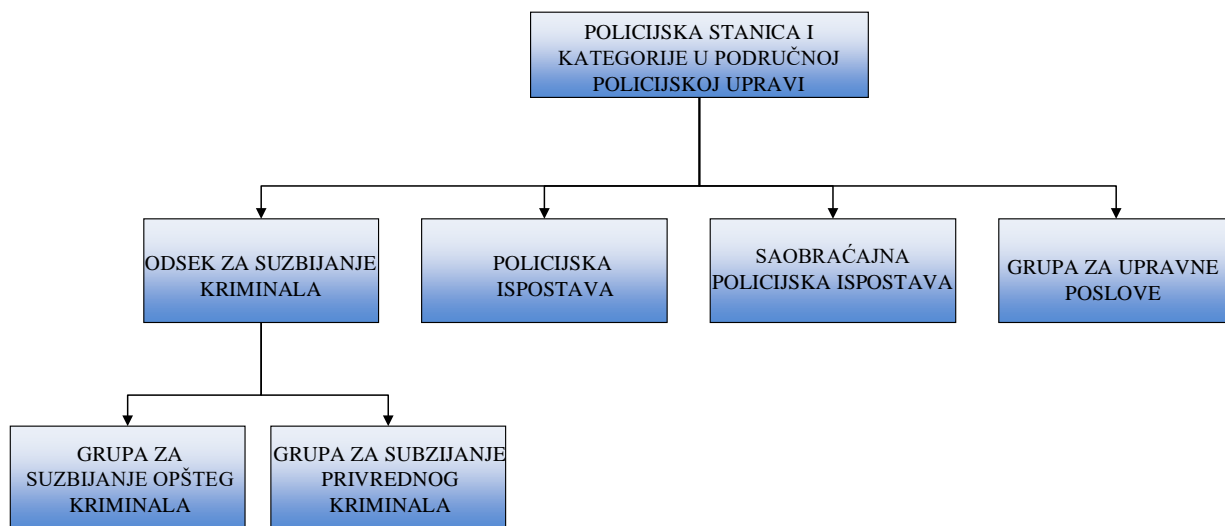 POLICIJSKA STANICA I
KATEGORIJE U PODRUČNOJ
POLICIJSKOJ UPRAVI
ODSEK ZA SUZBIJANJE
KRIMINALA
POLICIJSKA
ISPOSTAVA
SAOBRAĆAJNA
POLICIJSKA ISPOSTAVA
GRUPA ZA UPRAVNE
POSLOVE
GRUPA ZA
SUZBIJANJE OPŠTEG
KRIMINALA
GRUPA ZA SUBZIJANJE
PRIVREDNOG
KRIMINALA